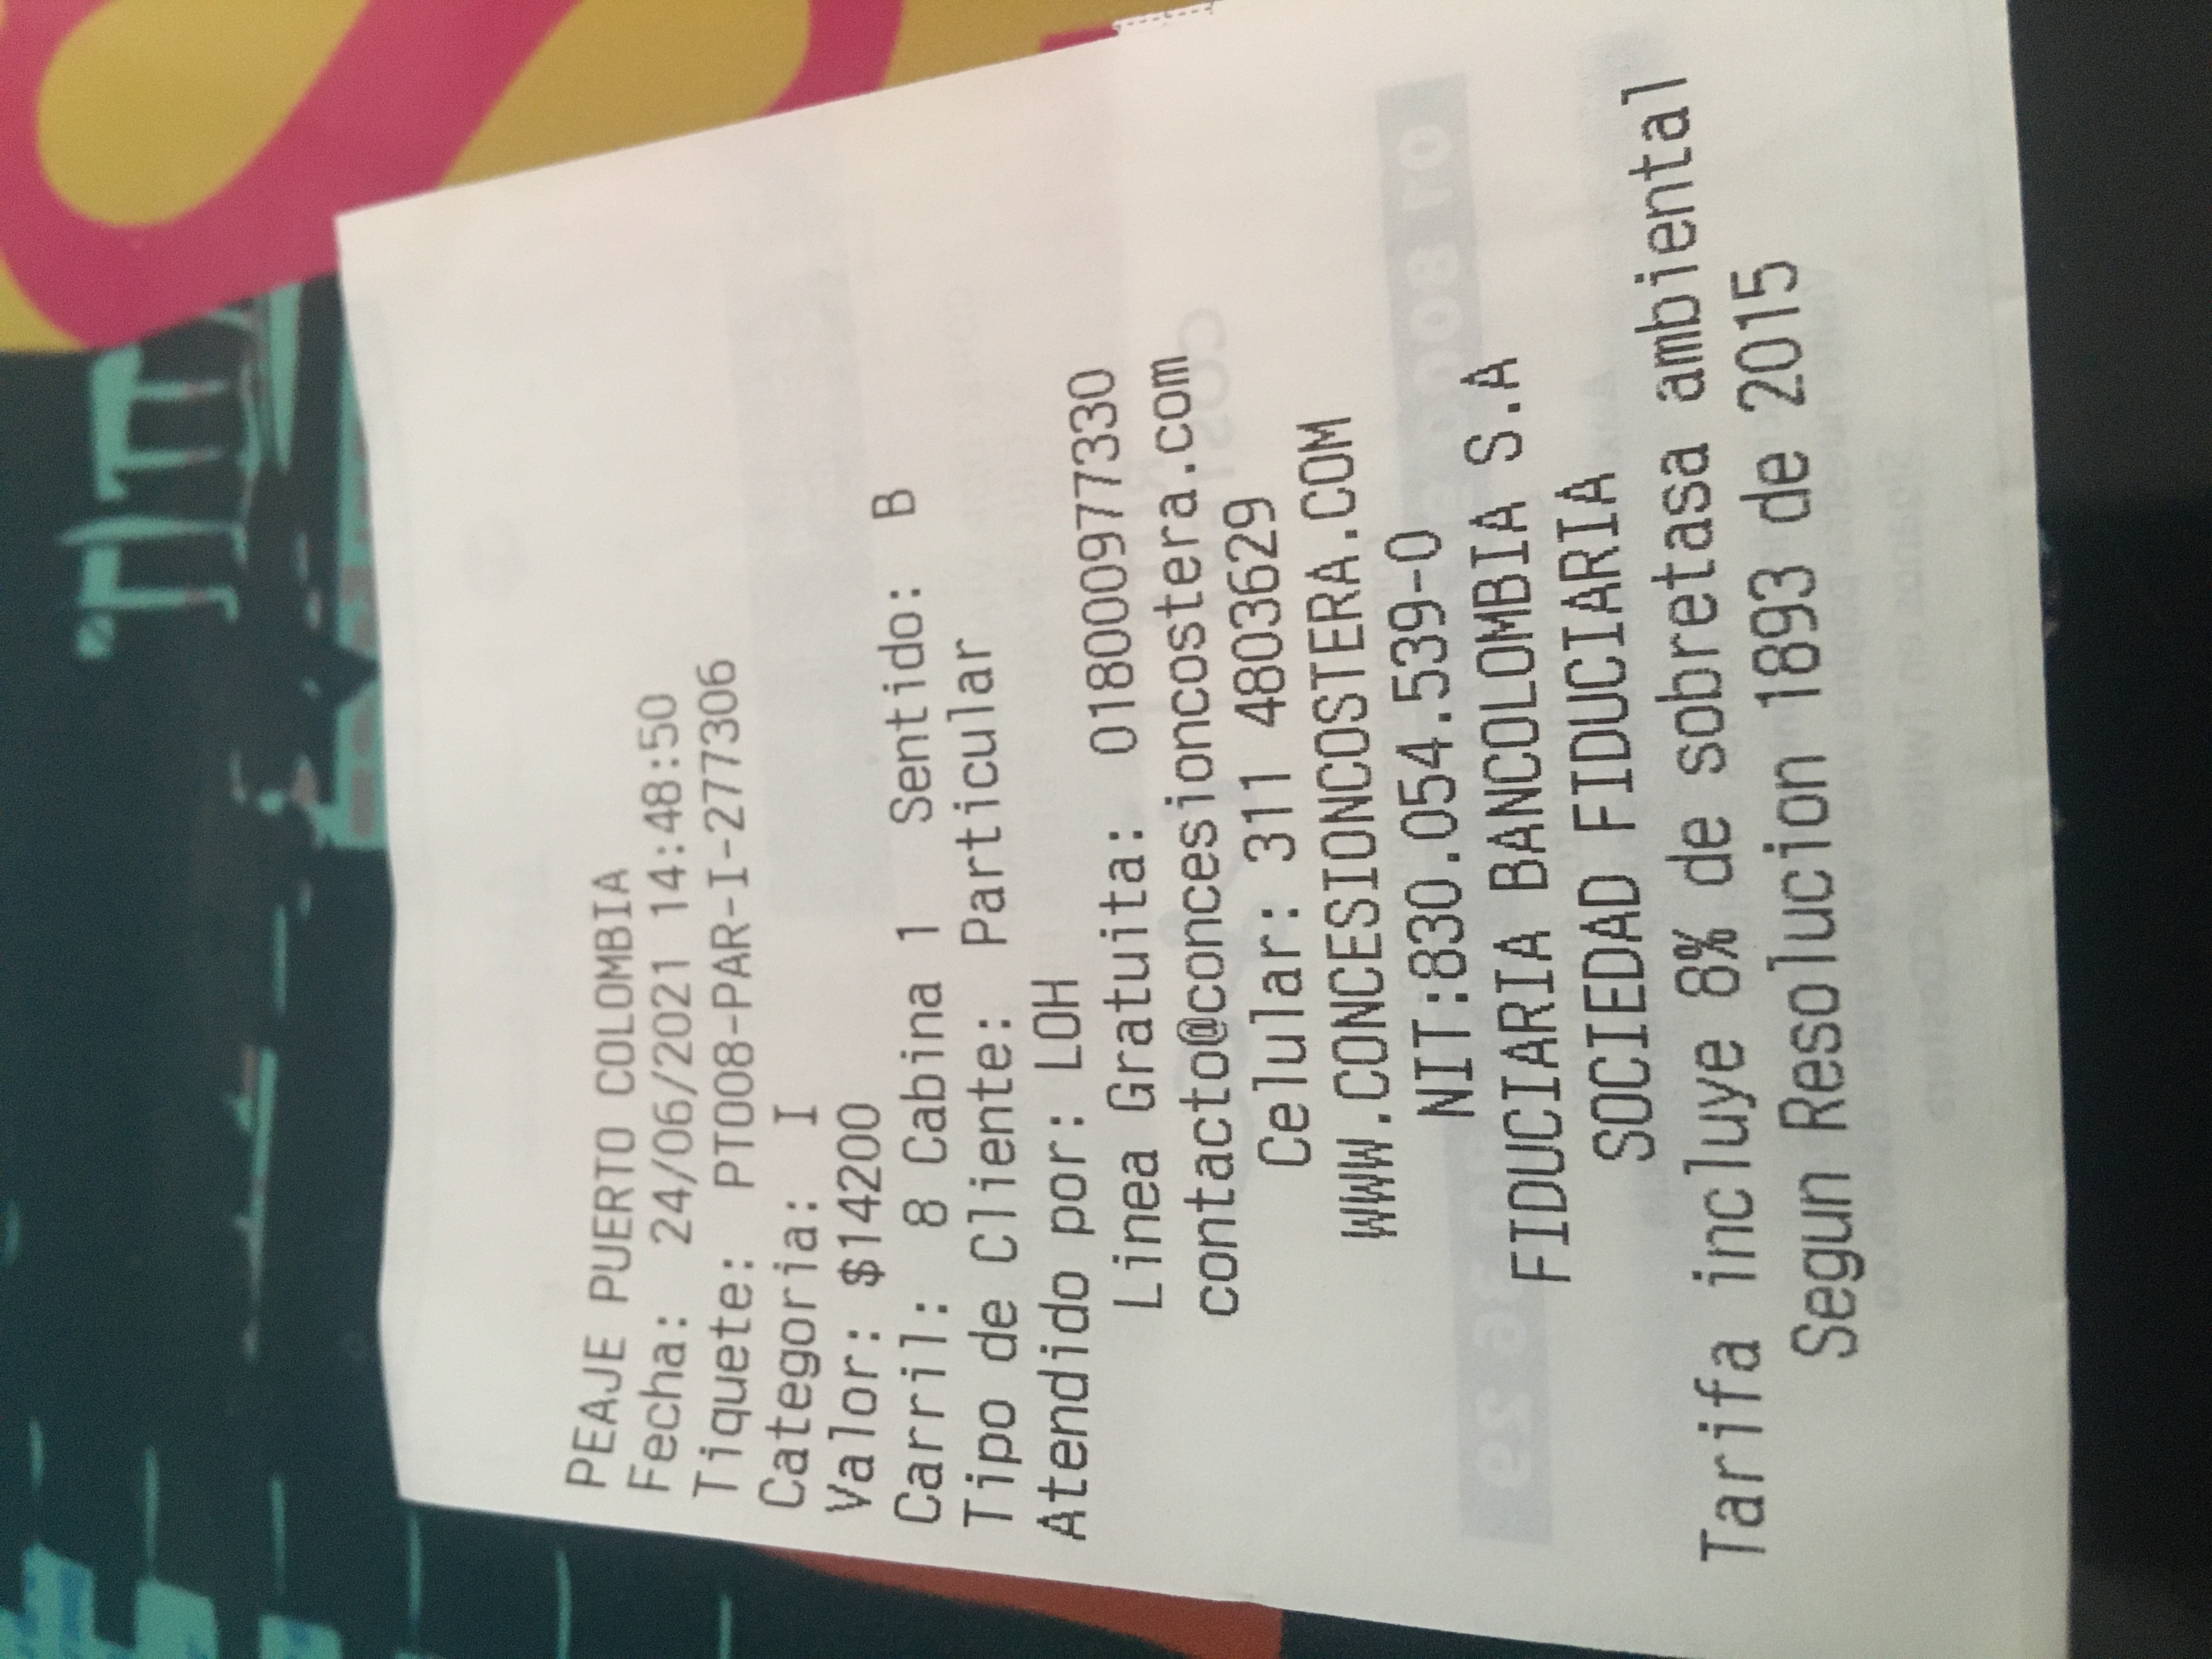 PEAJE PUERTO COLOMBIA
Fecha: 24/06/2021 14:48:50
Tiquete: PT008-PAR-I-277306
Categoria: I
Valor: $14200
Carril: 8 Cabina 1 Sentido: B
Tipo de Cliente: Particular
Atendido por: LOH
Linea Gratuita: 018000977330
contacto@concesioncostera.com
Celular: 311 4803629
WWW.CONCESIONCOSTERA.COM
NIT:830.054.539-0
FIDUCIARIA BANCOLOMBIA S.A
SOCIEDAD FIDUCIARIA
Tarifa incluye 8% de sobretasa ambiental
Segun Resolucion 1893 de 2015